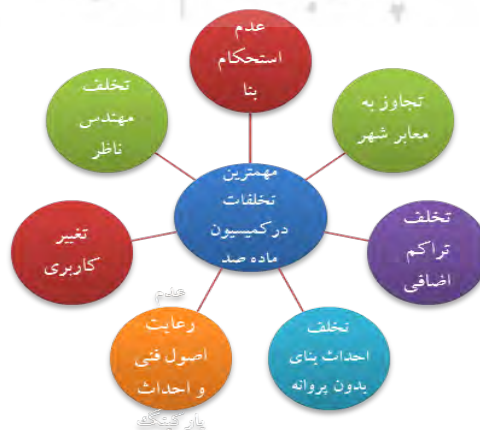 عدم
استحکام
بنا
تجاوز به
معابر شهر
تخلف
تراکم
اضافی
تخلف
احداث بنای
بدون پروانه
عدم
رعایت
اصول فنی
و احداث
پارکینگ
تغییر
کاربری
تخلف
مهندس
ناظر
مهمترین
تخلفات
درکمیسیون
ماده صد